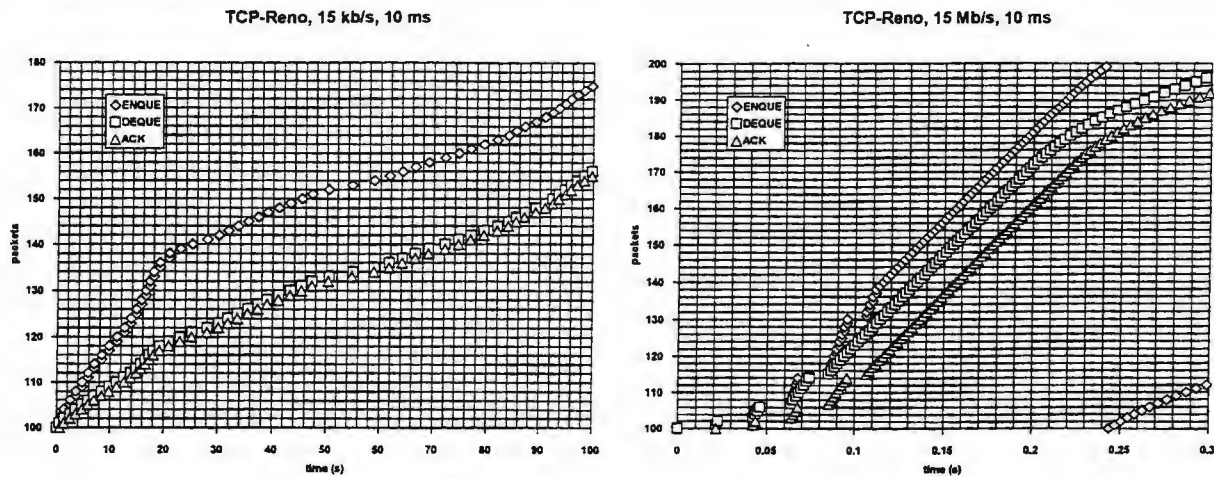 TCP-Reno, 15 kb/s, 10 ms
180
170
160
150
140
130
120
110
100
packets
ENQUE
DEQUE
ACK
0 10 20 30 40 50 60 70 80 90 100
time (s)
TCP-Reno, 15 Mb/s, 10 ms
200
190
180
170
160
150
140
130
120
110
100
packets
ENQUE
DEQUE
ACK
0 0.05 0.1 0.15 0.2 0.25 0.3
time (s)